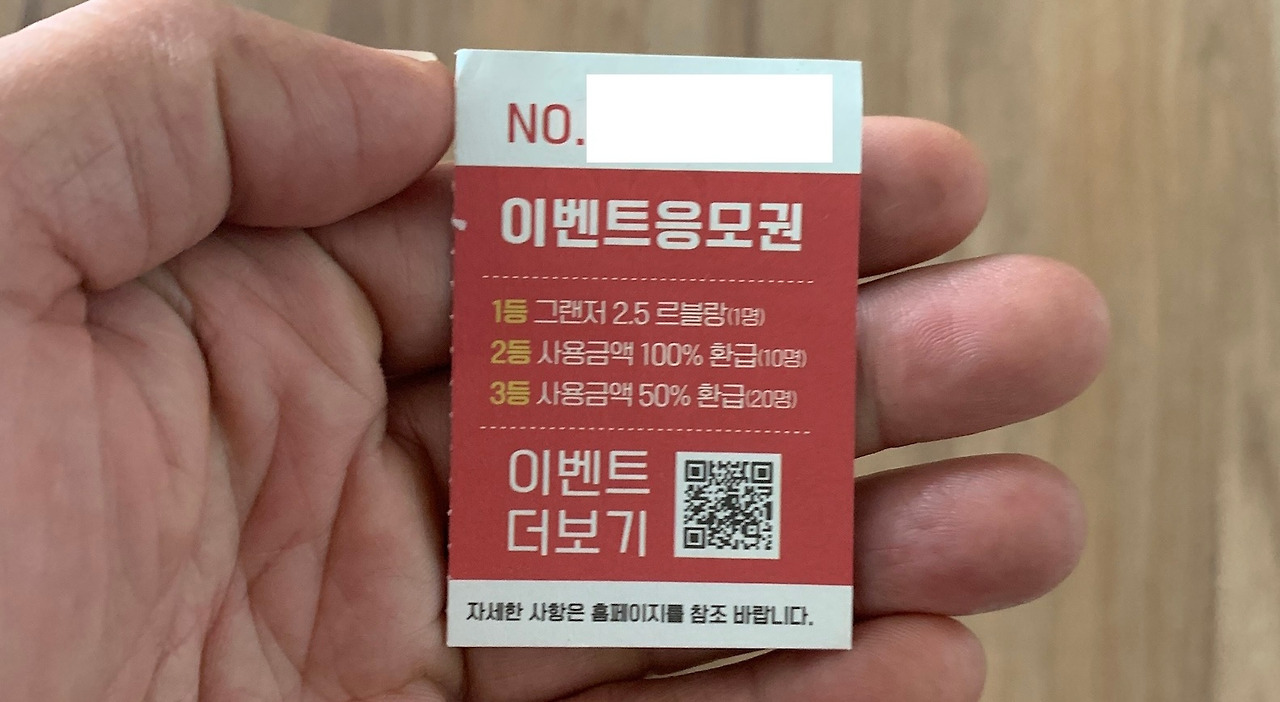 NO.
이벤트응모권
1등 그랜저 2.5 르블랑(1명)
2등 사용금액 100% 환급(10명)
3등 사용금액 50% 환급(20명)
이벤트
더보기
자세한 사항은 홈페이지를 참조 바랍니다.